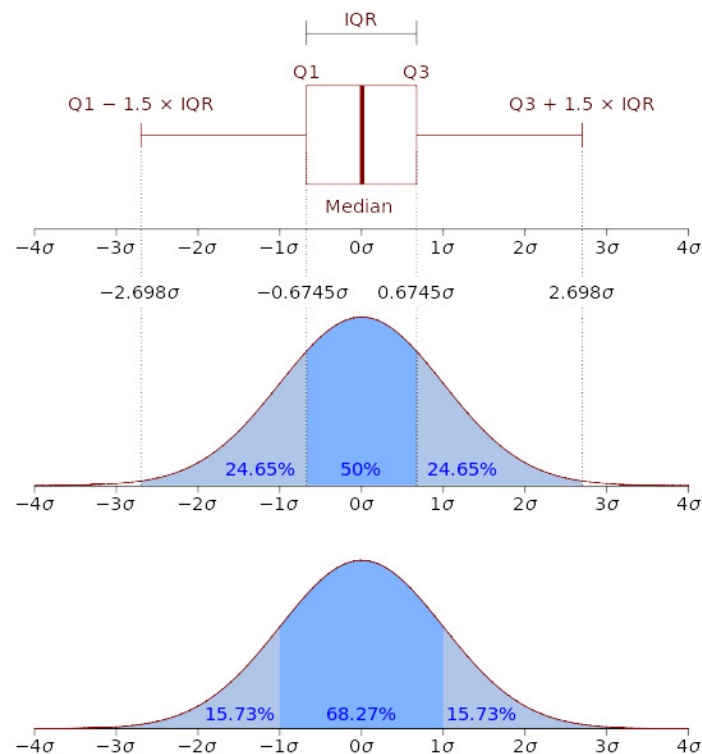 IQR
Q1 Q3
Q1 − 1.5 × IQR Q3 + 1.5 × IQR
Median
−4σ −3σ −2σ −1σ 0σ 1σ 2σ 3σ 4σ
−2.698σ −0.6745σ 0.6745σ 2.698σ
24.65% 50% 24.65%
−4σ −3σ −2σ −1σ 0σ 1σ 2σ 3σ 4σ
15.73% 68.27% 15.73%
−4σ −3σ −2σ −1σ 0σ 1σ 2σ 3σ 4σ